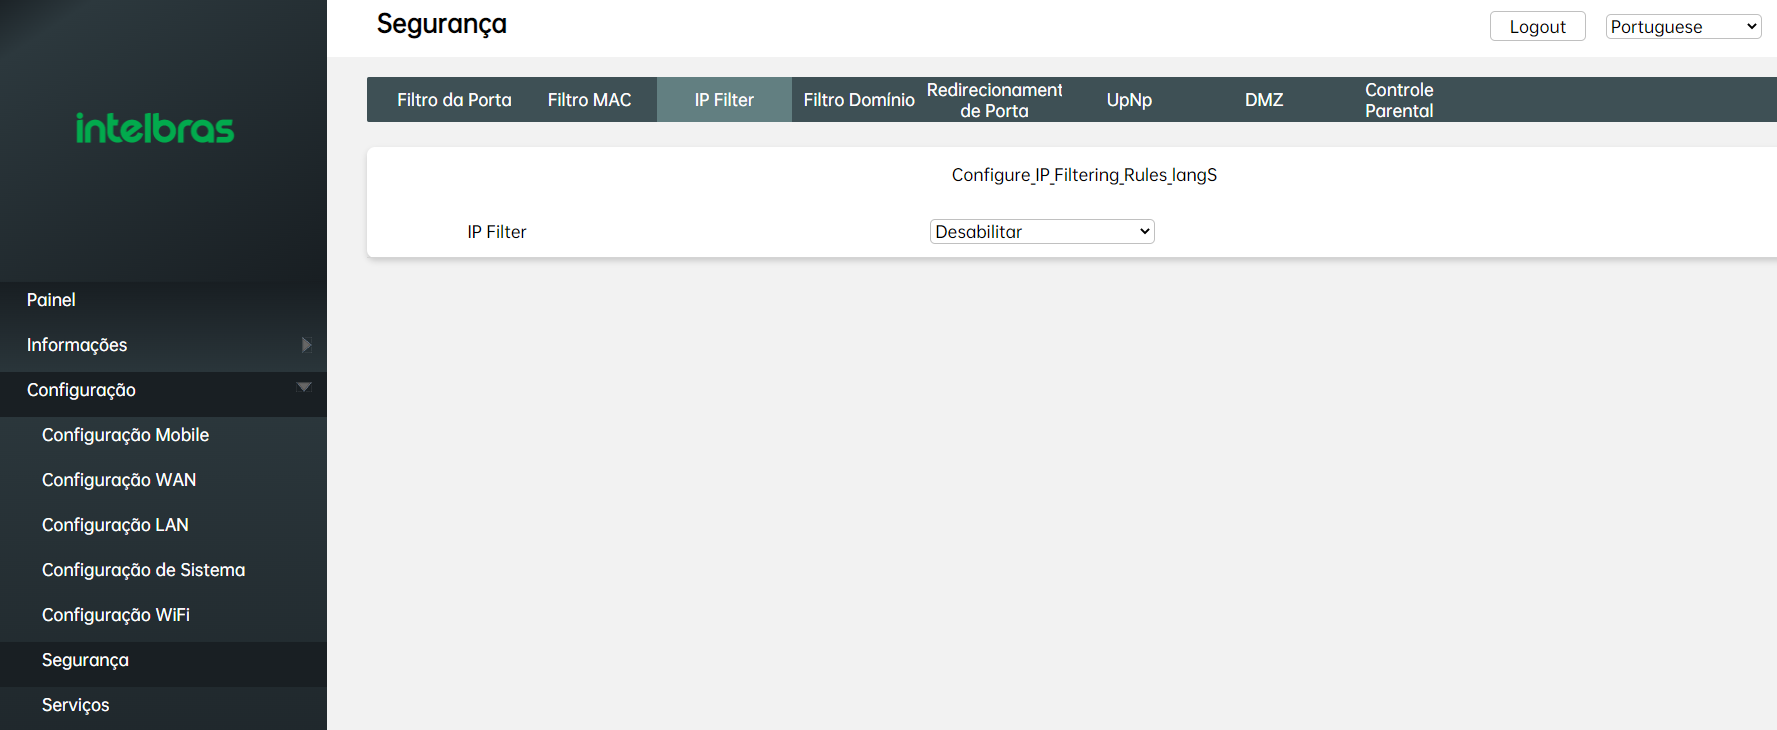 Segurança
Logout
Portuguese
intelbras
Filtro da Porta
Filtro MAC
IP Filter
Filtro Domínio
Redirecionament
de Porta
UpNp
DMZ
Controle
Parental
Configure_IP_Filtering_Rules_langS
IP Filter
Desabilitar
Painel
Informações
Configuração
Configuração Mobile
Configuração WAN
Configuração LAN
Configuração de Sistema
Configuração WiFi
Segurança
Serviços